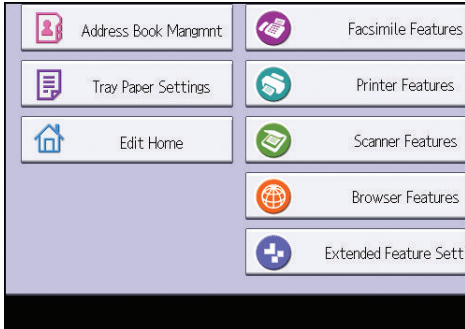 Address Book Mangmnt
Facsimile Features
Tray Paper Settings
Printer Features
Edit Home
Scanner Features
Browser Features
Extended Feature Sett